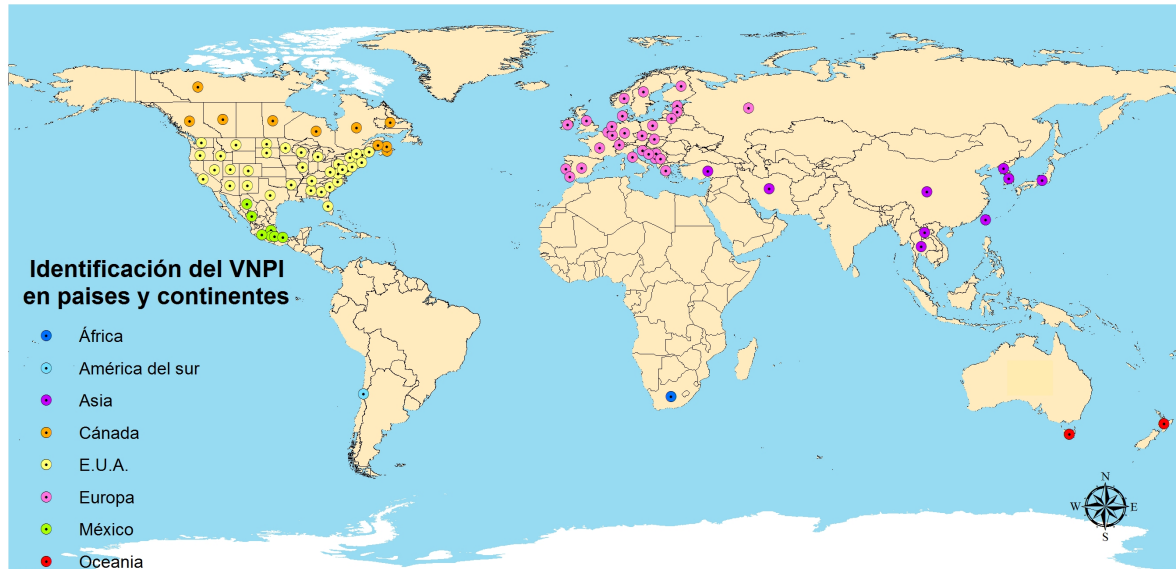 Identificación del VNPI
en paises y continentes
África
América del sur
Asia
Cánada
E.U.A.
Europa
México
Oceania
N
W E
S